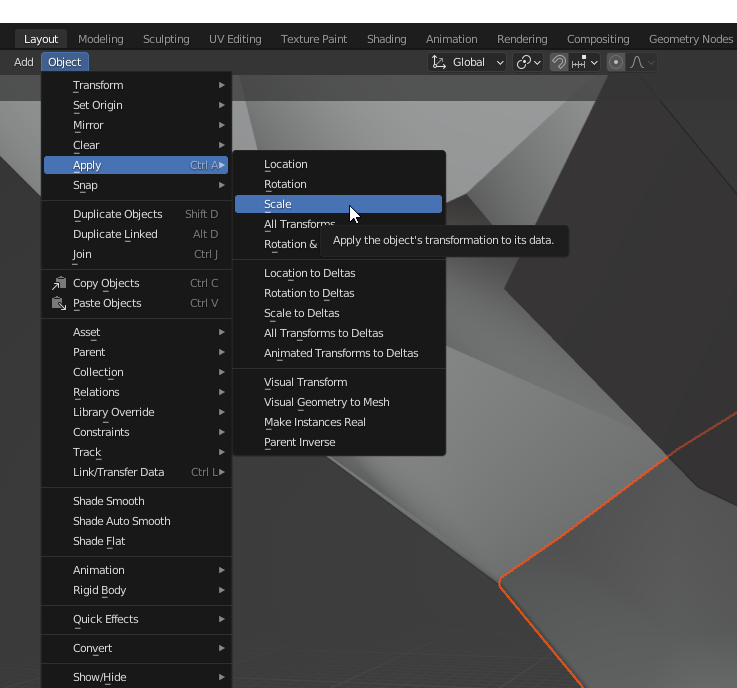 Layout Modeling Sculpting UV Editing Texture Paint Shading Animation Rendering Compositing Geometry Nodes
Add Object Global
Transform
Set Origin
Mirror
Clear
Apply Ctrl A
Snap
Duplicate Objects Shift D
Duplicate Linked Alt D
Join Ctrl J
Copy Objects Ctrl C
Paste Objects Ctrl V
Asset
Parent
Collection
Relations
Library Override
Constraints
Track
Link/Transfer Data Ctrl L
Shade Smooth
Shade Auto Smooth
Shade Flat
Animation
Rigid Body
Quick Effects
Convert
Show/Hide
Location
Rotation
Scale
All Transforms
Rotation &
Apply the object's transformation to its data.
Location to Deltas
Rotation to Deltas
Scale to Deltas
All Transforms to Deltas
Animated Transforms to Deltas
Visual Transform
Visual Geometry to Mesh
Make Instances Real
Parent Inverse